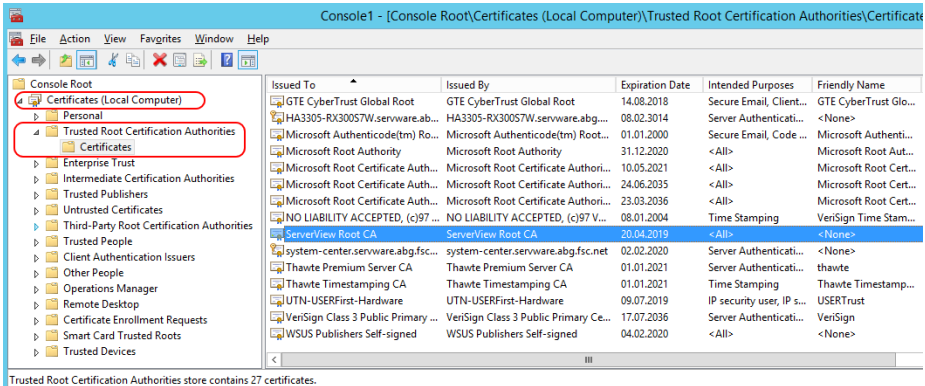 Console1 - [Console Root\Certificates (Local Computer)\Trusted Root Certification Authorities\Certificate
File Action View Favorites Window Help
Console Root
Certificates (Local Computer)
Personal
Trusted Root Certification Authorities
Certificates
Enterprise Trust
Intermediate Certification Authorities
Trusted Publishers
Untrusted Certificates
Third-Party Root Certification Authorities
Trusted People
Client Authentication Issuers
Other People
Operations Manager
Remote Desktop
Certificate Enrollment Requests
Smart Card Trusted Roots
Trusted Devices
Issued To Issued By Expiration Date Intended Purposes Friendly Name
GTE CyberTrust Global Root GTE CyberTrust Global Root 14.08.2018 Secure Email, Client... GTE CyberTrust Glo...
HA3305-RX300S7W.servware.ab... HA3305-RX300S7W.servware.abg.... 08.02.3014 Server Authenticati... <None>
Microsoft Authenticode(tm) Ro... Microsoft Authenticode(tm) Root... 01.01.2000 Secure Email, Code ... Microsoft Authenti...
Microsoft Root Authority Microsoft Root Authority 31.12.2020 <All> Microsoft Root Aut...
Microsoft Root Certificate Auth... Microsoft Root Certificate Authori... 10.05.2021 <All> Microsoft Root Cert...
Microsoft Root Certificate Auth... Microsoft Root Certificate Authori... 24.06.2035 <All> Microsoft Root Cert...
Microsoft Root Certificate Auth... Microsoft Root Certificate Authori... 23.03.2036 <All> Microsoft Root Cert...
NO LIABILITY ACCEPTED, (c)97 ... NO LIABILITY ACCEPTED, (c)97 V... 08.01.2004 Time Stamping VeriSign Time Stam...
ServerView Root CA ServerView Root CA 20.04.2019 <All> <None>
system-center.servware.abg.fsc... system-center.servware.abg.fsc.net 02.02.2020 Server Authenticati... <None>
Thawte Premium Server CA Thawte Premium Server CA 01.01.2021 Server Authenticati... thawte
Thawte Timestamping CA Thawte Timestamping CA 01.01.2021 Time Stamping Thawte Timestamp...
UTN-USERFirst-Hardware UTN-USERFirst-Hardware 09.07.2019 IP security user, IP s... USERTrust
VeriSign Class 3 Public Primary ... VeriSign Class 3 Public Primary Ce... 17.07.2036 Server Authenticati... VeriSign
WSUS Publishers Self-signed WSUS Publishers Self-signed 04.02.2020 <All> <None>
Trusted Root Certification Authorities store contains 27 certificates.